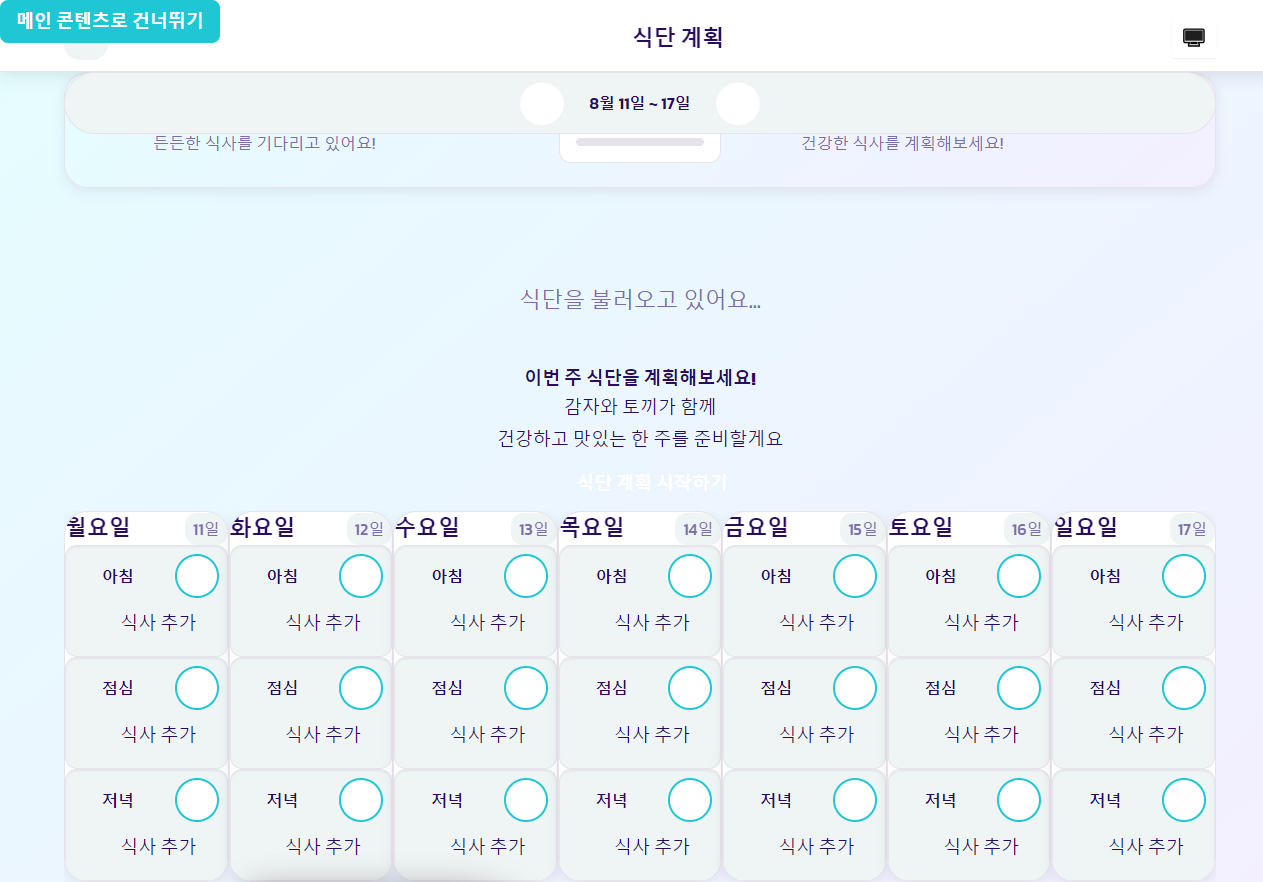 메인 콘텐츠로 건너뛰기
식단 계획
8월 11일 ~ 17일
든든한 식사를 기다리고 있어요!
건강한 식사를 계획해보세요!
식단을 불러오고 있어요...
이번 주 식단을 계획해보세요!
감자와 토끼가 함께
건강하고 맛있는 한 주를 준비할게요
식단 계획 시작하기
월요일 11일 화요일 12일 수요일 13일 목요일 14일 금요일 15일 토요일 16일 일요일 17일
아침 아침 아침 아침 아침 아침 아침
식사 추가 식사 추가 식사 추가 식사 추가 식사 추가 식사 추가 식사 추가
점심 점심 점심 점심 점심 점심 점심
식사 추가 식사 추가 식사 추가 식사 추가 식사 추가 식사 추가 식사 추가
저녁 저녁 저녁 저녁 저녁 저녁 저녁
식사 추가 식사 추가 식사 추가 식사 추가 식사 추가 식사 추가 식사 추가